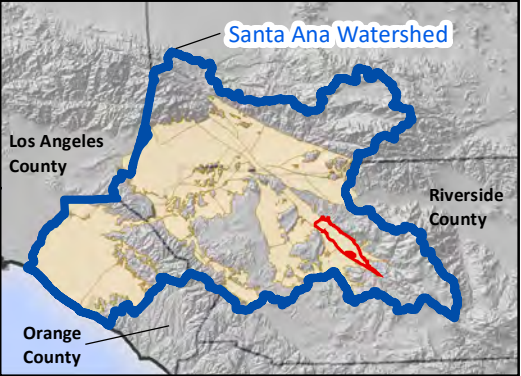 Santa Ana Watershed
Los Angeles
County
Riverside
County
Orange
County